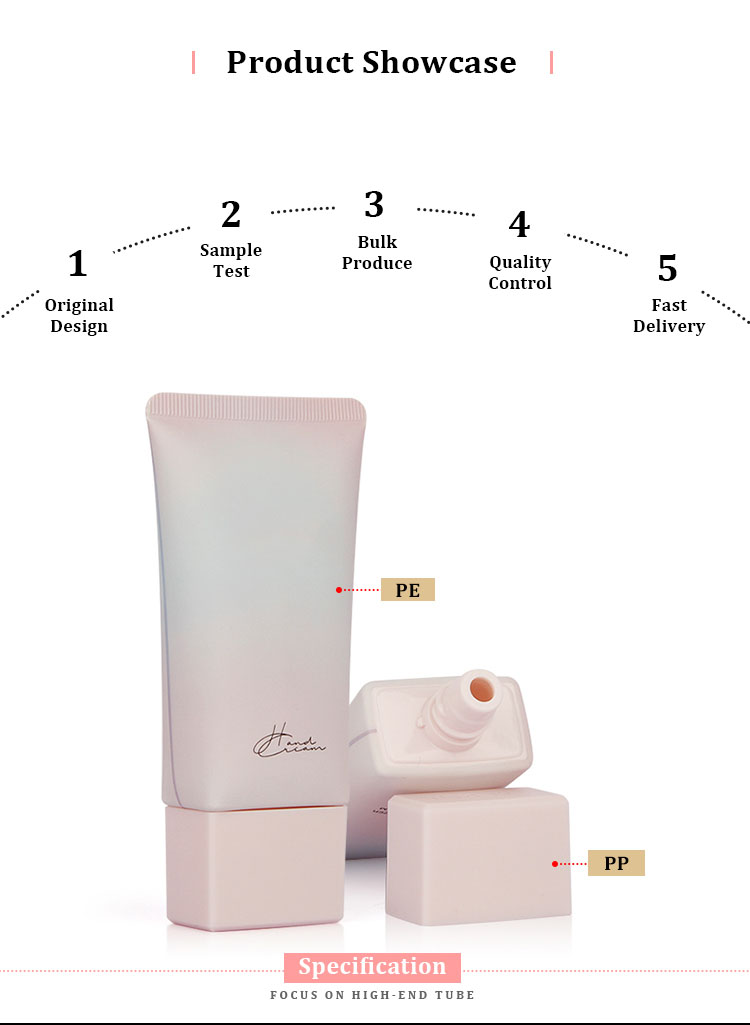 Product Showcase
1
Original
Design
2
Sample
Test
3
Bulk
Produce
4
Quality
Control
5
Fast
Delivery
PE
Hand
Cream
PP
Specification
FOCUS ON HIGH-END TUBE